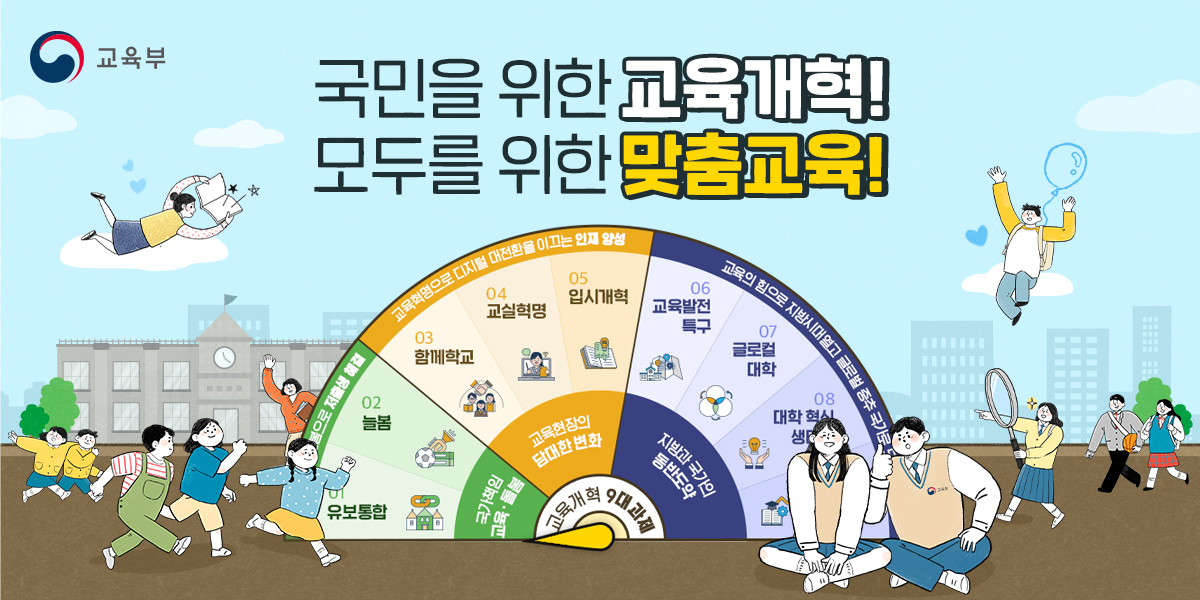 교육부
국민을 위한 교육개혁!
모두를 위한 맞춤교육!
교육혁명으로 디지털 대전환을 이끄는 인재 양성
교육의 힘으로 지방시대 열고 글로벌 중추 국가로
으로 저출생 해결
01
유보통합
02
늘봄
03
함께학교
04
교실혁명
05
입시개혁
06
교육발전
특구
07
글로컬
대학
08
대학 혁신
국가책임
교육·돌봄
교육현장의
담대한 변화
지방과 국가의
동반도약
교육개혁 9대과제